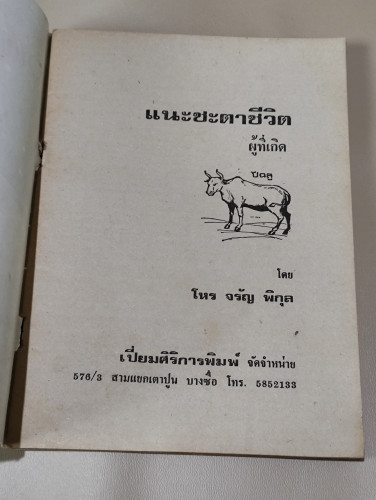 แนะชะตาชีวิต
ผู้ที่เกิด
ปีฉลู
โดย
โหร จรัญ พิกุล
เปี่ยมศิริการพิมพ์ จัดจำหน่าย
576/3 สามแยกเตาปูน บางซื่อ โทร. 5852133